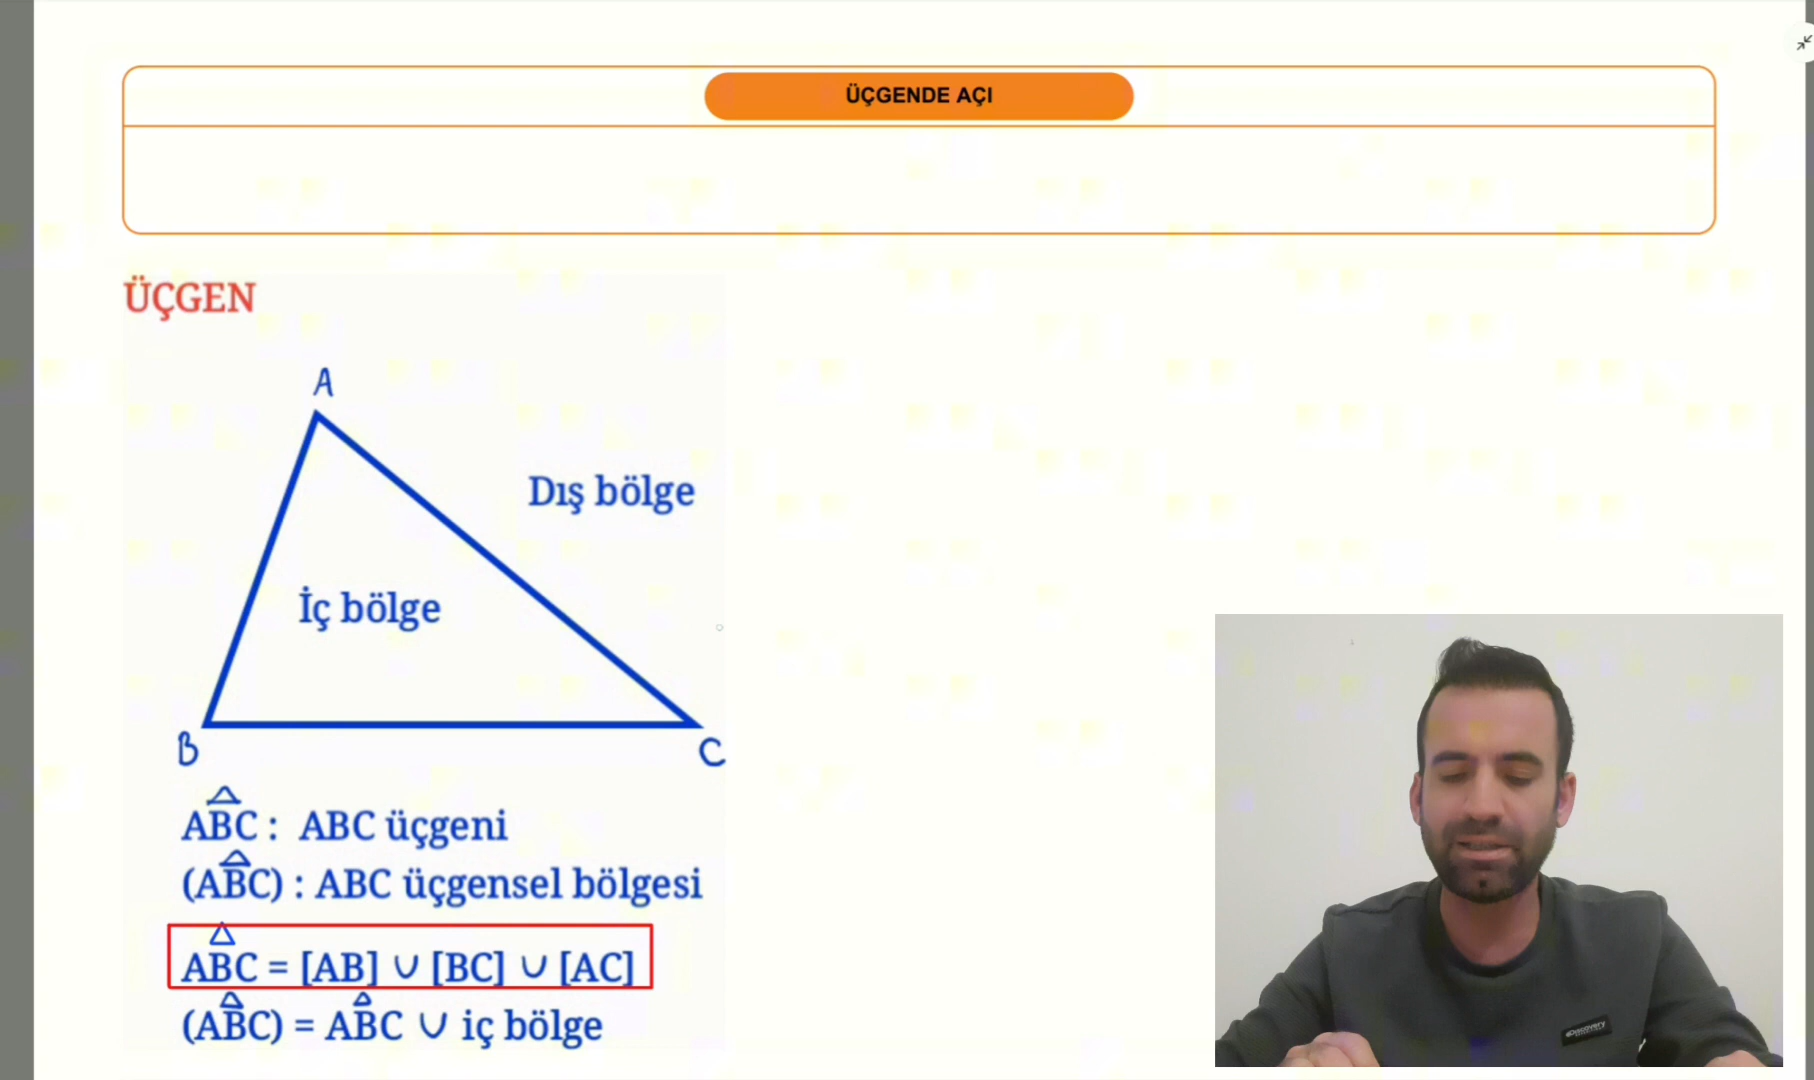 ÜÇGENDE AÇI
ÜÇGEN
A
Dış bölge
İç bölge
B
C
ABC : ABC üçgeni
(ABC) : ABC üçgensel bölgesi
ABC = [AB] ∪ [BC] ∪ [AC]
(ABC) = ABC ∪ iç bölge
Discovery